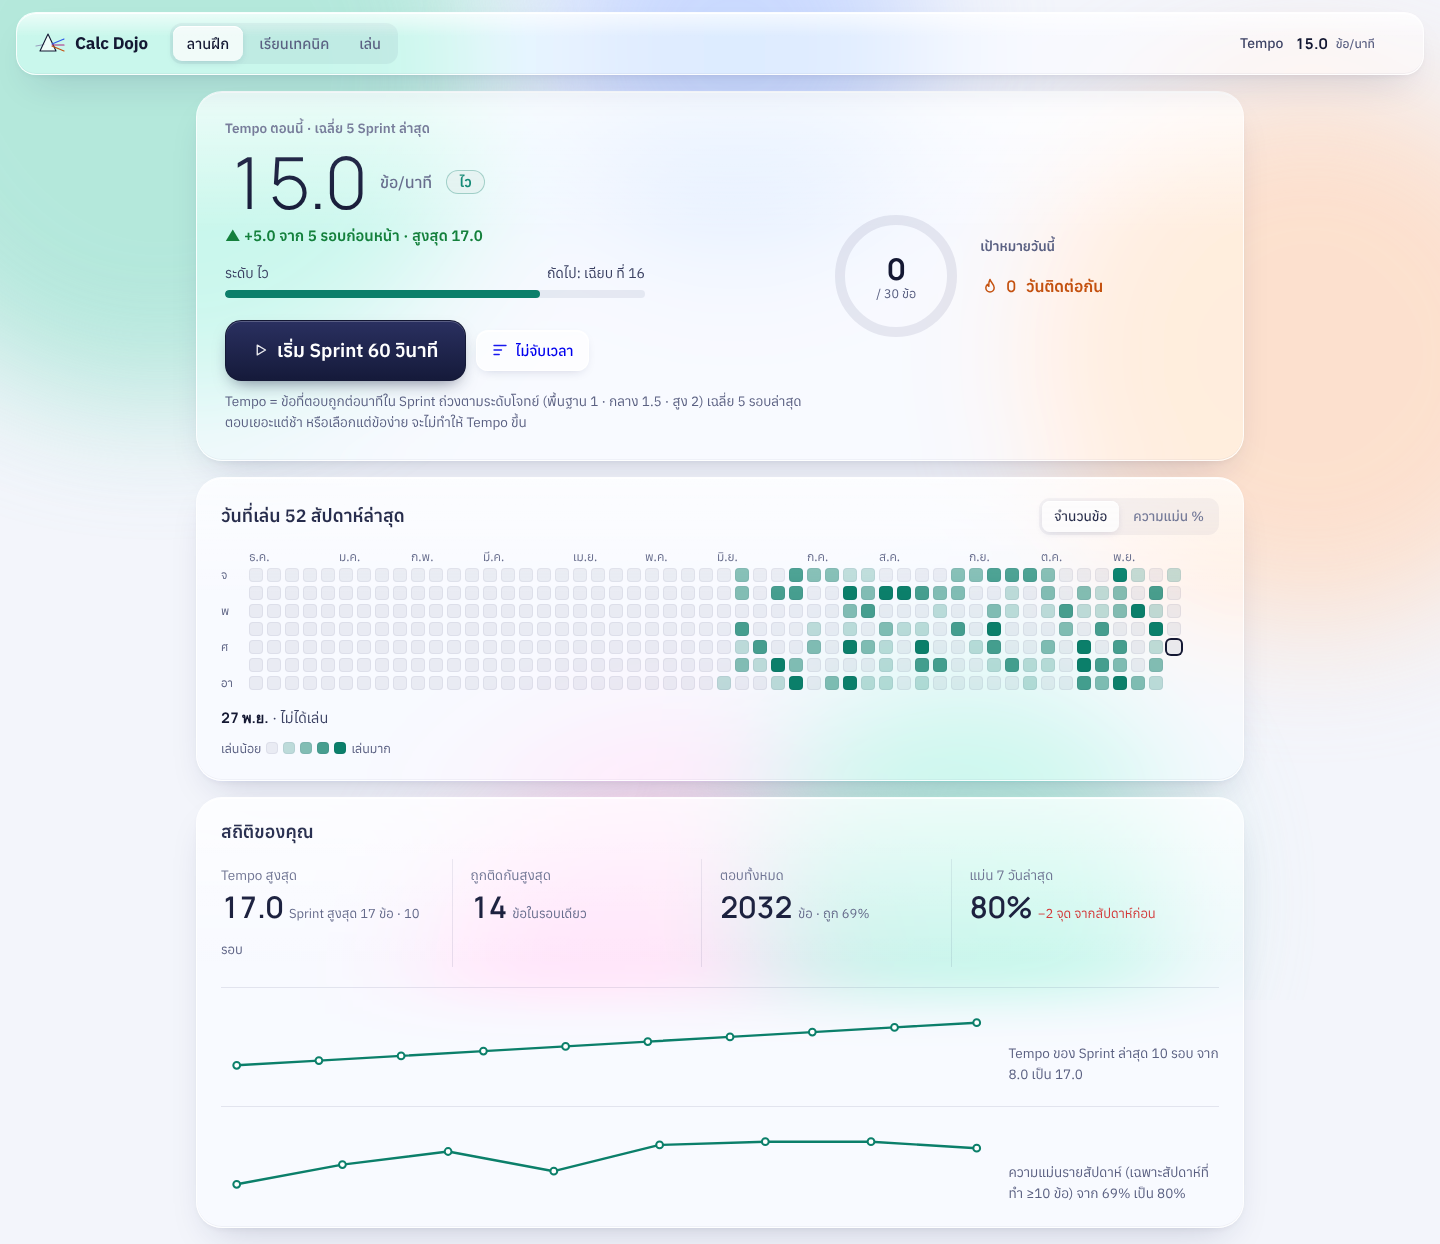 Calc Dojo
ลานฝึก
เรียนเทคนิค
เล่น
Tempo 15.0 ข้อ/นาที
Tempo ตอนนี้ · เฉลี่ย 5 Sprint ล่าสุด
15.0 ข้อ/นาที ไว
▲ +5.0 จาก 5 รอบก่อนหน้า · สูงสุด 17.0
ระดับ ไว
ถัดไป: เฉียบ ที่ 16
เริ่ม Sprint 60 วินาที
ไม่จับเวลา
Tempo = ข้อที่ตอบถูกต่อนาทีใน Sprint ถ่วงตามระดับโจทย์ (พื้นฐาน 1 · กลาง 1.5 · สูง 2) เฉลี่ย 5 รอบล่าสุด
ตอบเยอะแต่ช้า หรือเลือกแต่ข้อง่าย จะไม่ทำให้ Tempo ขึ้น
0
/ 30 ข้อ
เป้าหมายวันนี้
0 วันติดต่อกัน
วันที่เล่น 52 สัปดาห์ล่าสุด
จำนวนข้อ
ความแม่น %
ธ.ค. ม.ค. ก.พ. มี.ค. เม.ย. พ.ค. มิ.ย. ก.ค. ส.ค. ก.ย. ต.ค. พ.ย.
จ
พ
ศ
อา
27 พ.ย. · ไม่ได้เล่น
เล่นน้อย
เล่นมาก
สถิติของคุณ
Tempo สูงสุด
17.0 Sprint สูงสุด 17 ข้อ · 10
รอบ
ถูกติดกันสูงสุด
14 ข้อในรอบเดียว
ตอบทั้งหมด
2032 ข้อ · ถูก 69%
แม่น 7 วันล่าสุด
80% −2 จุด จากสัปดาห์ก่อน
Tempo ของ Sprint ล่าสุด 10 รอบ จาก
8.0 เป็น 17.0
ความแม่นรายสัปดาห์ (เฉพาะสัปดาห์ที่
ทำ ≥10 ข้อ) จาก 69% เป็น 80%